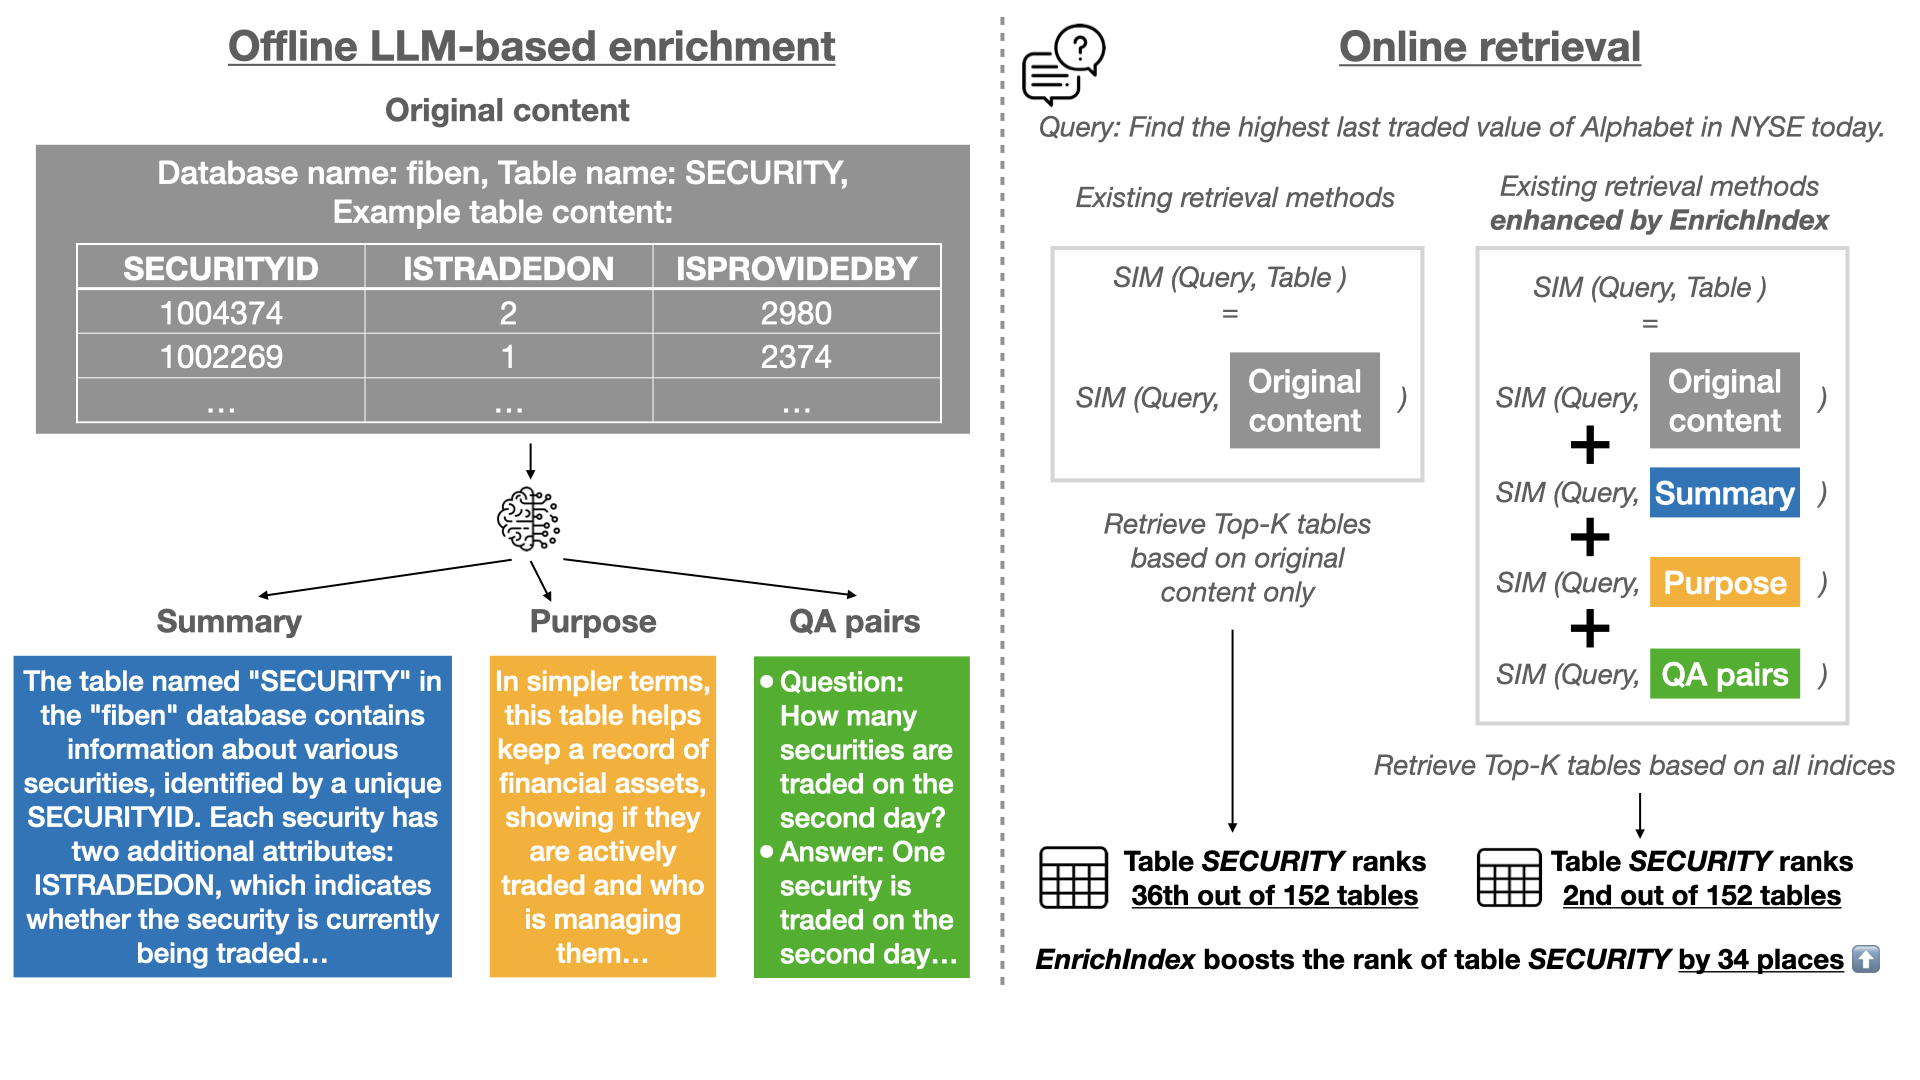 Offline LLM-based enrichment
Original content
Database name: fiben, Table name: SECURITY,
Example table content:
SECURITYID ISTRADEDON ISPROVIDEDBY
1004374 2 2980
1002269 1 2374
... ... ...
Summary
The table named "SECURITY" in
the "fiben" database contains
information about various
securities, identified by a unique
SECURITYID. Each security has
two additional attributes:
ISTRADEDON, which indicates
whether the security is currently
being traded...
Purpose
In simpler terms,
this table helps
keep a record of
financial assets,
showing if they
are actively
traded and who
is managing
them...
QA pairs
• Question:
How many
securities are
traded on the
second day?
• Answer: One
security is
traded on the
second day...
Online retrieval
?
Query: Find the highest last traded value of Alphabet in NYSE today.
Existing retrieval methods
SIM (Query, Table )
=
SIM (Query, Original content )
Retrieve Top-K tables
based on original
content only
Table SECURITY ranks
36th out of 152 tables
Existing retrieval methods
enhanced by EnrichIndex
SIM (Query, Table )
=
SIM (Query, Original content )
+
SIM (Query, Summary )
+
SIM (Query, Purpose )
+
SIM (Query, QA pairs )
Retrieve Top-K tables based on all indices
Table SECURITY ranks
2nd out of 152 tables
EnrichIndex boosts the rank of table SECURITY by 34 places